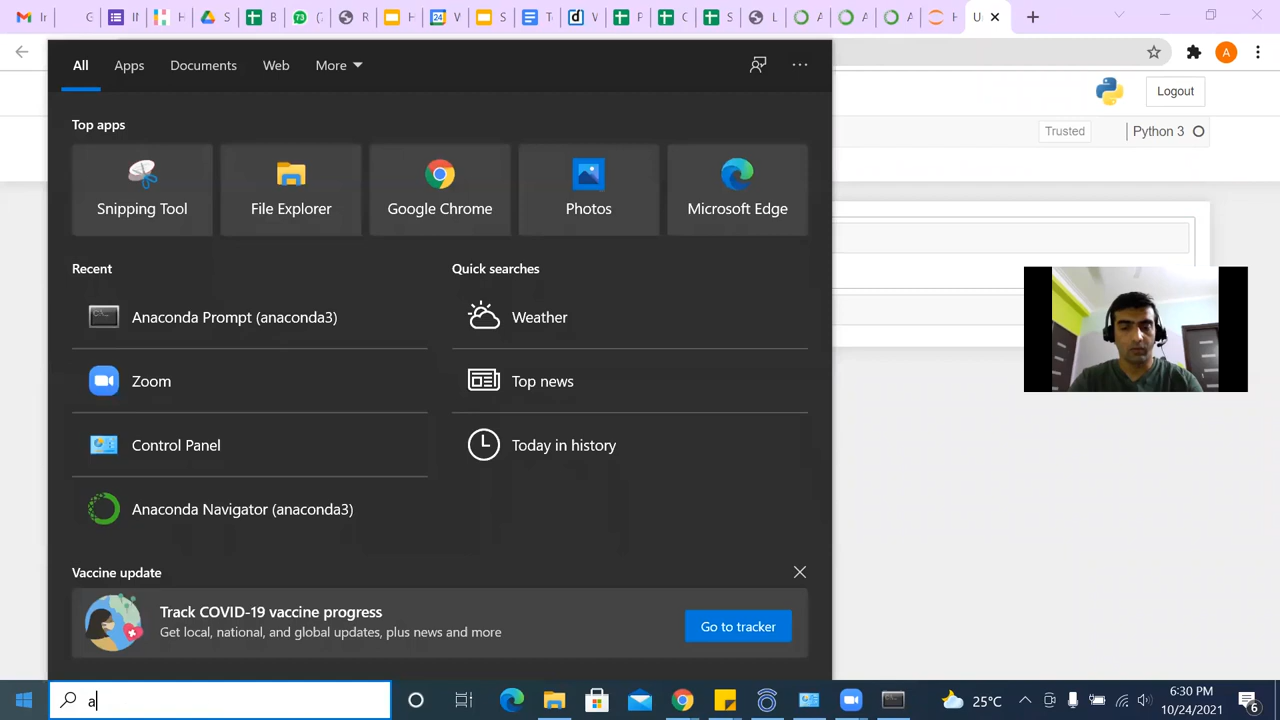 All
Apps
Documents
Web
More
Logout
Trusted
Python 3
Top apps
Snipping Tool
File Explorer
Google Chrome
Photos
Microsoft Edge
Recent
Quick searches
Anaconda Prompt (anaconda3)
Weather
Zoom
Top news
Control Panel
Today in history
Anaconda Navigator (anaconda3)
Vaccine update
Track COVID-19 vaccine progress
Get local, national, and global updates, plus news and more
Go to tracker
a
25°C
6:30 PM
10/24/2021
6